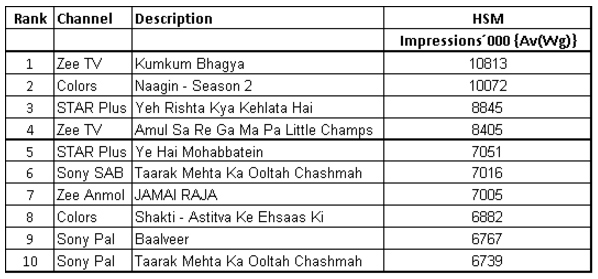 Rank Channel Description HSM
Impressions´000 {Av(Wg)}
1 Zee TV Kumkum Bhagya 10813
2 Colors Naagin - Season 2 10072
3 STAR Plus Yeh Rishta Kya Kehlata Hai 8845
4 Zee TV Amul Sa Re Ga Ma Pa Little Champs 8405
5 STAR Plus Ye Hai Mohabbatein 7051
6 Sony SAB Taarak Mehta Ka Ooltah Chashmah 7016
7 Zee Anmol JAMAI RAJA 7005
8 Colors Shakti - Astitva Ke Ehsaas Ki 6882
9 Sony Pal Baalveer 6767
10 Sony Pal Taarak Mehta Ka Ooltah Chashmah 6739